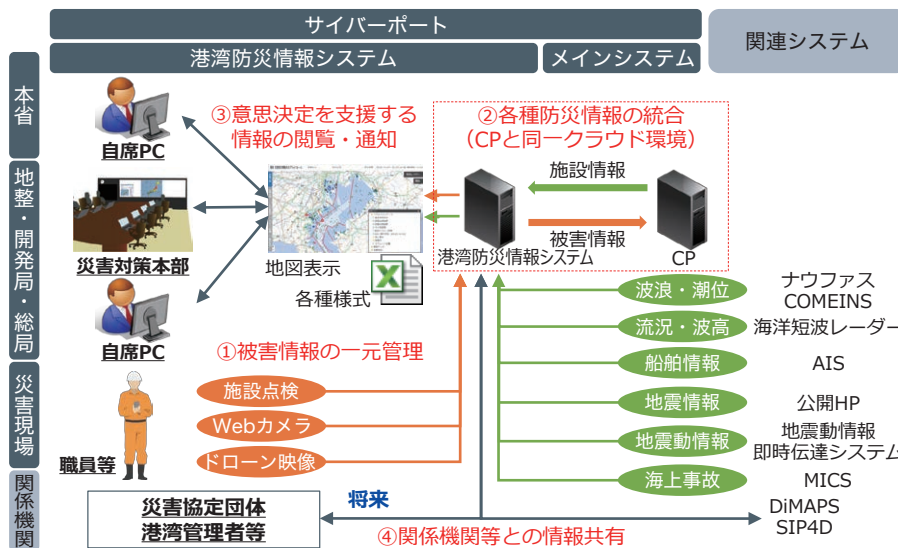 サイバーポート
関連システム
港湾防災情報システム
メインシステム
本省
地整・開発局・総局
災害現場
関係機関
自席PC
災害対策本部
自席PC
職員等
③意思決定を支援する
情報の閲覧・通知
②各種防災情報の統合
（CPと同一クラウド環境）
施設情報
被害情報
港湾防災情報システム
CP
地図表示
各種様式
①被害情報の一元管理
施設点検
Webカメラ
ドローン映像
波浪・潮位
ナウファス
COMEINS
流況・波高
海洋短波レーダー
船舶情報
AIS
地震情報
公開HP
地震動情報
地震動情報
即時伝達システム
海上事故
MICS
災害協定団体
港湾管理者等
将来
④関係機関等との情報共有
DiMAPS
SIP4D